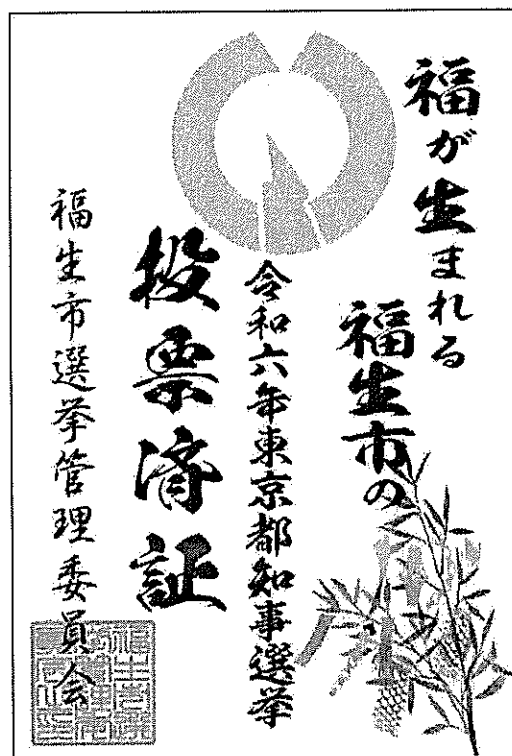 福が生まれる
福生市の
令和六年東京都知事選挙
投票済証
福生市選挙管理委員会